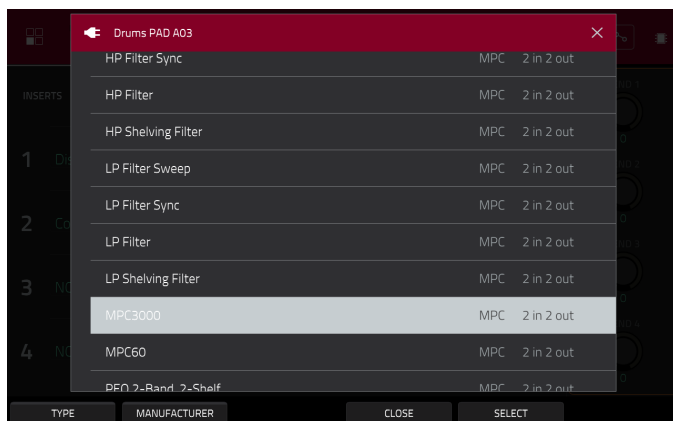 Drums PAD A03
HP Filter Sync MPC 2 in 2 out
INSERTS HP Filter MPC 2 in 2 out
HP Shelving Filter MPC 2 in 2 out
1 LP Filter Sweep MPC 2 in 2 out
LP Filter Sync MPC 2 in 2 out
2 LP Filter MPC 2 in 2 out
3 LP Shelving Filter MPC 2 in 2 out
MPC3000 MPC 2 in 2 out
4 MPC60 MPC 2 in 2 out
PEQ 2-Band, 2-Shelf MPC 2 in 2 out
TYPE MANUFACTURER CLOSE SELECT